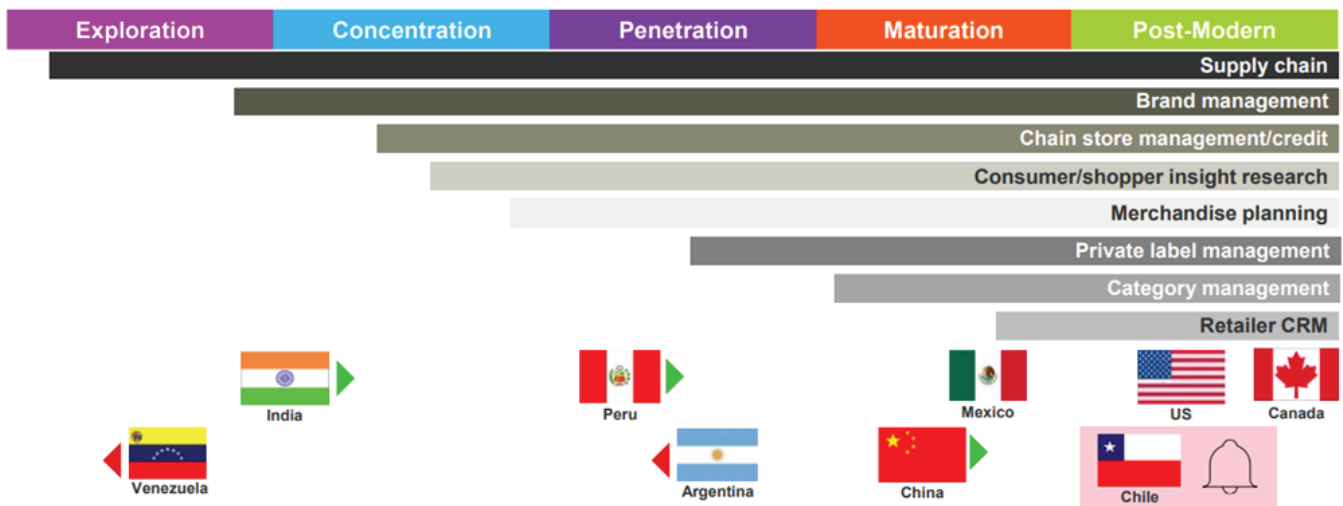 Exploration
Concentration
Penetration
Maturation
Post-Modern
Supply chain
Brand management
Chain store management/credit
Consumer/shopper insight research
Merchandise planning
Private label management
Category management
Retailer CRM
India
Peru
Mexico
US
Canada
Venezuela
Argentina
China
Chile